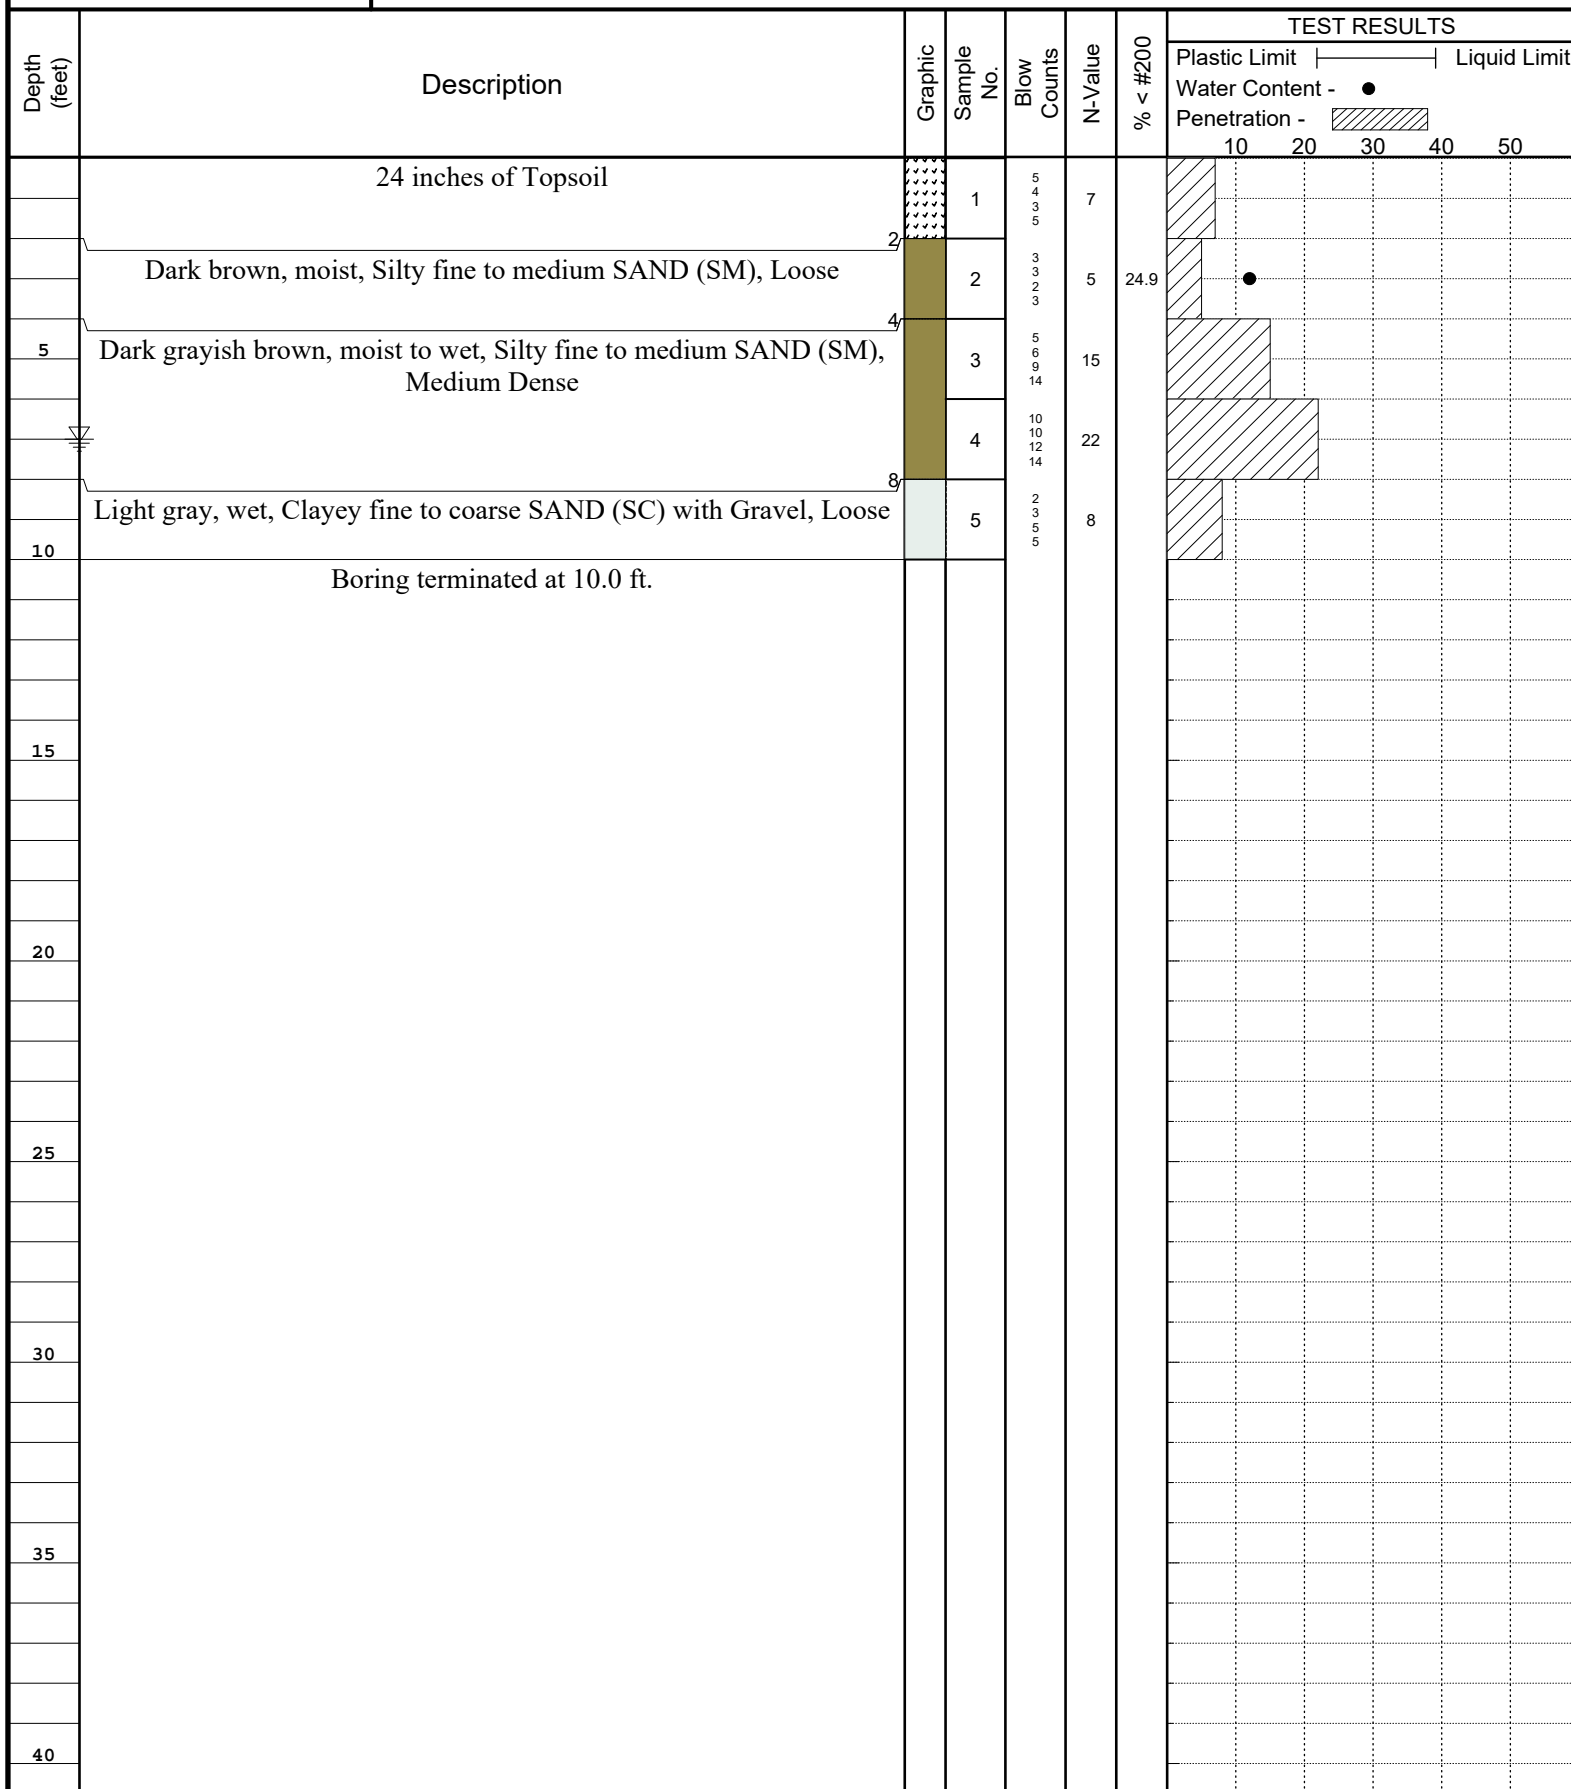 TEST RESULTS
Depth
(feet)
Description
Graphic
Sample
No.
Blow
Counts
N-Value
% < #200
Plastic Limit
Liquid Limit
Water Content -
Penetration -
10 20 30 40 50
24 inches of Topsoil
1
5
4
3
5
7
2
Dark brown, moist, Silty fine to medium SAND (SM), Loose
2
3
3
2
3
5
24.9
4
5
Dark grayish brown, moist to wet, Silty fine to medium SAND (SM),
Medium Dense
3
5
6
9
14
15
4
10
10
12
14
22
8
Light gray, wet, Clayey fine to coarse SAND (SC) with Gravel, Loose
5
2
3
5
5
8
10
Boring terminated at 10.0 ft.
15
20
25
30
35
40